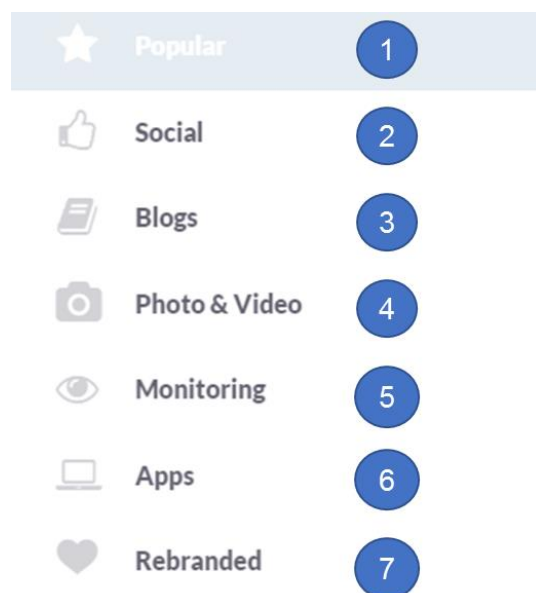 Popular 1
Social 2
Blogs 3
Photo & Video 4
Monitoring 5
Apps 6
Rebranded 7